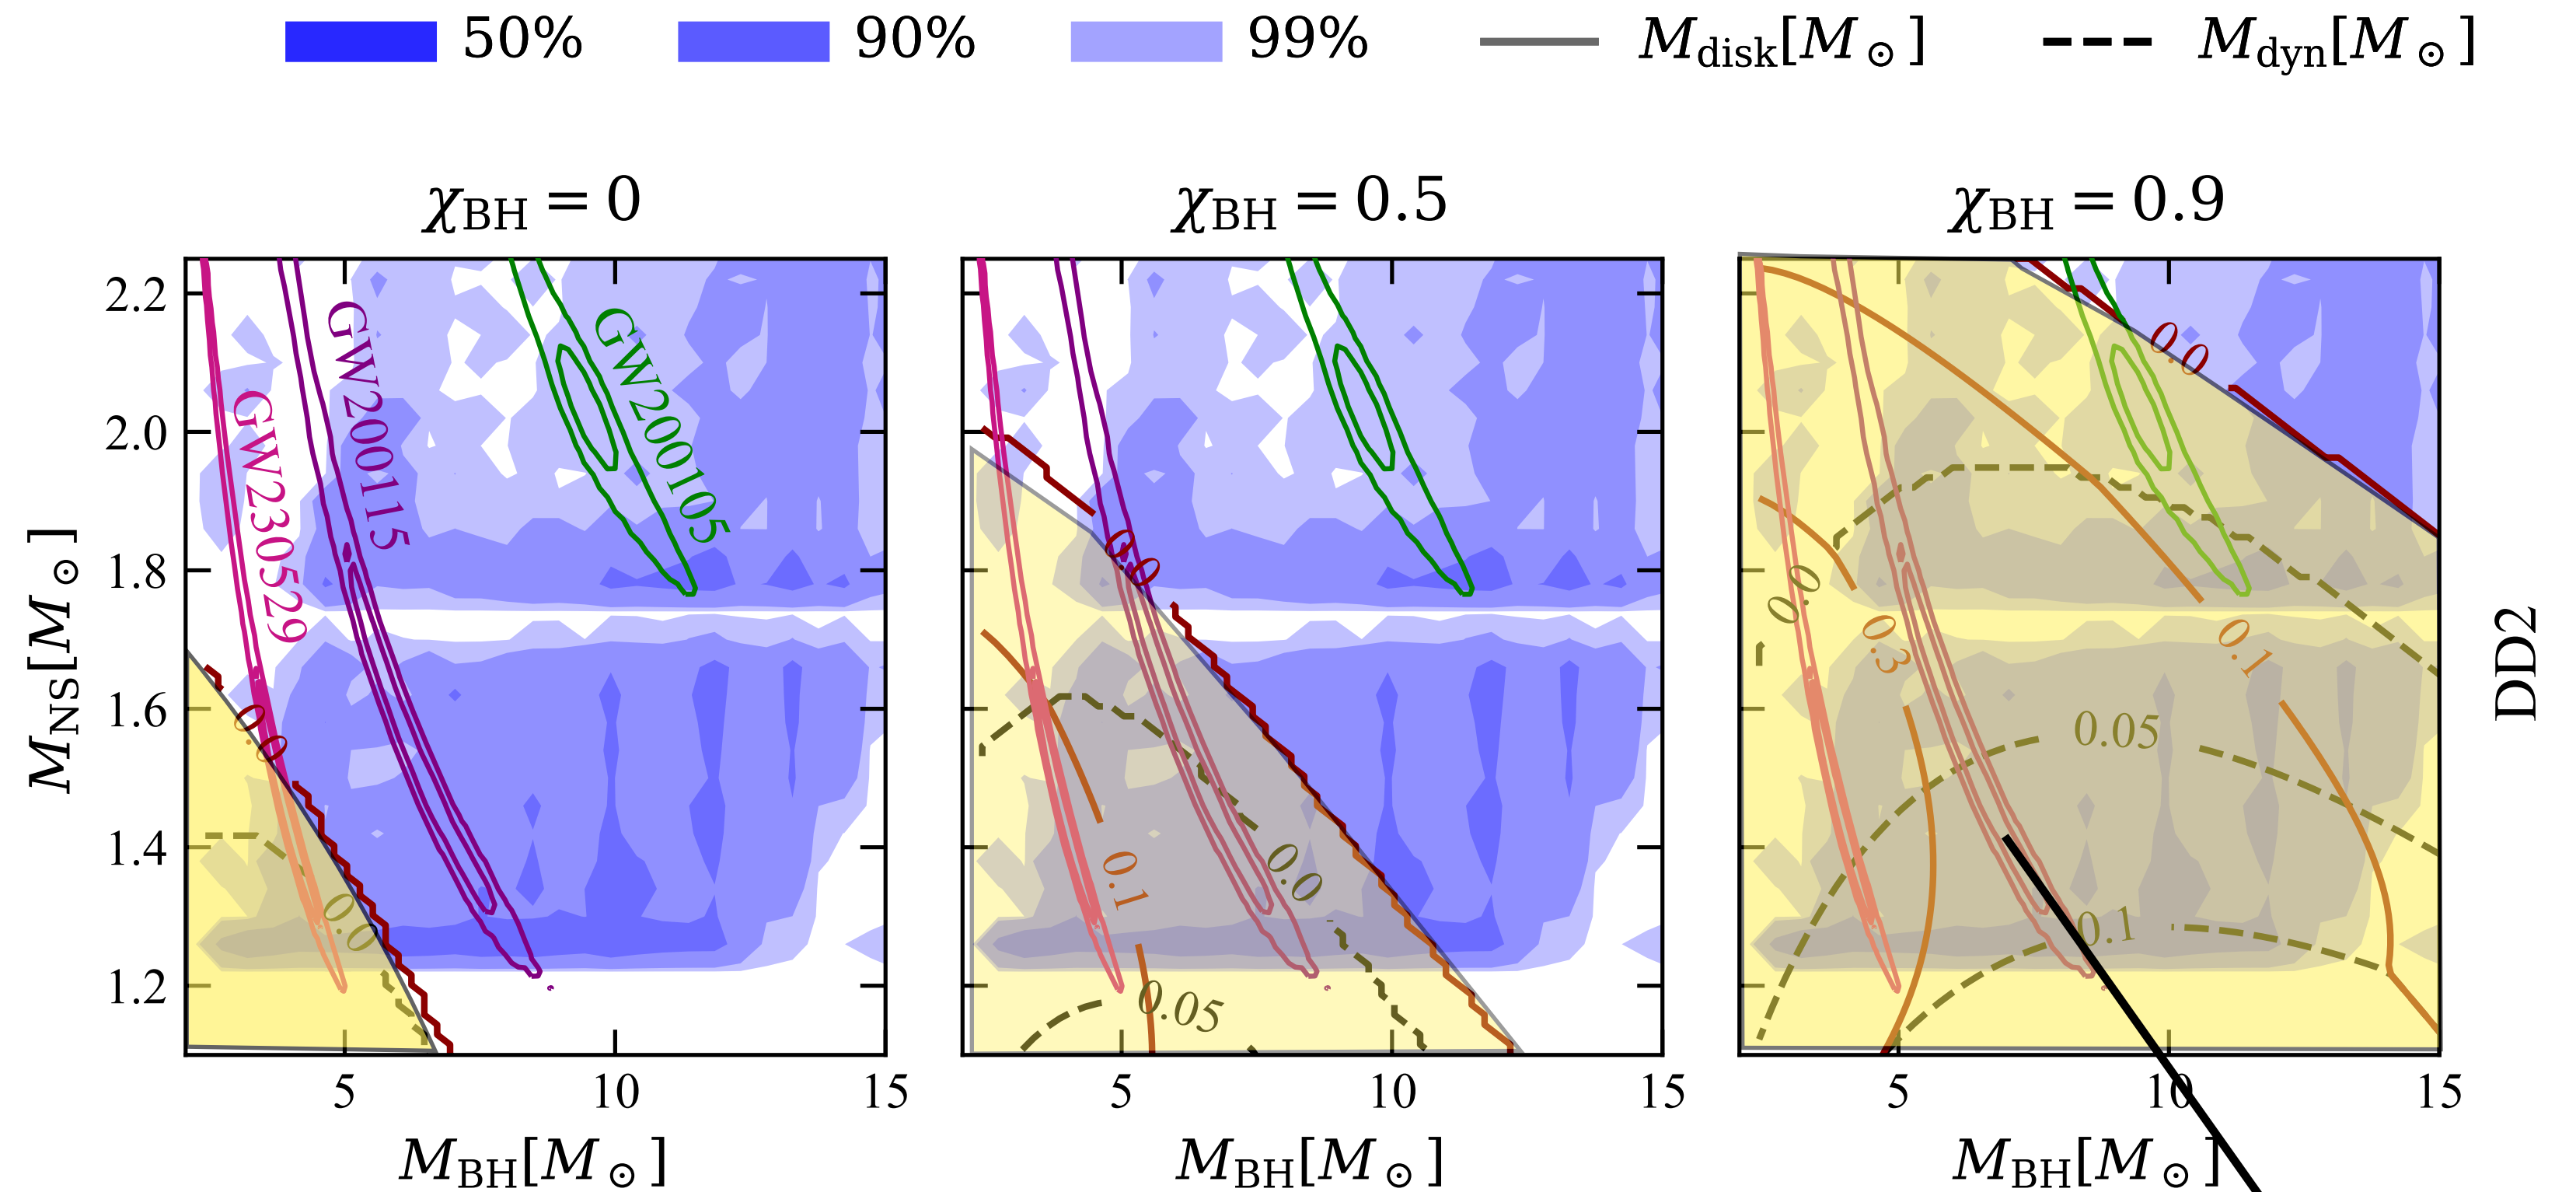 50% 90% 99% M_disk[M_⊙] M_dyn[M_⊙]
χ_BH = 0 χ_BH = 0.5 χ_BH = 0.9
2.2
2.0
1.8
1.6
1.4
1.2
M_NS[M_⊙]
GW230529
GW200115
GW200105
0.0
0.0
5 10 15
M_BH[M_⊙]
0.0
0.1
0.0
0.05
5 10 15
M_BH[M_⊙]
0.0
0.0
0.3
0.1
0.05
0.1
5 10 15
M_BH[M_⊙]
DD2